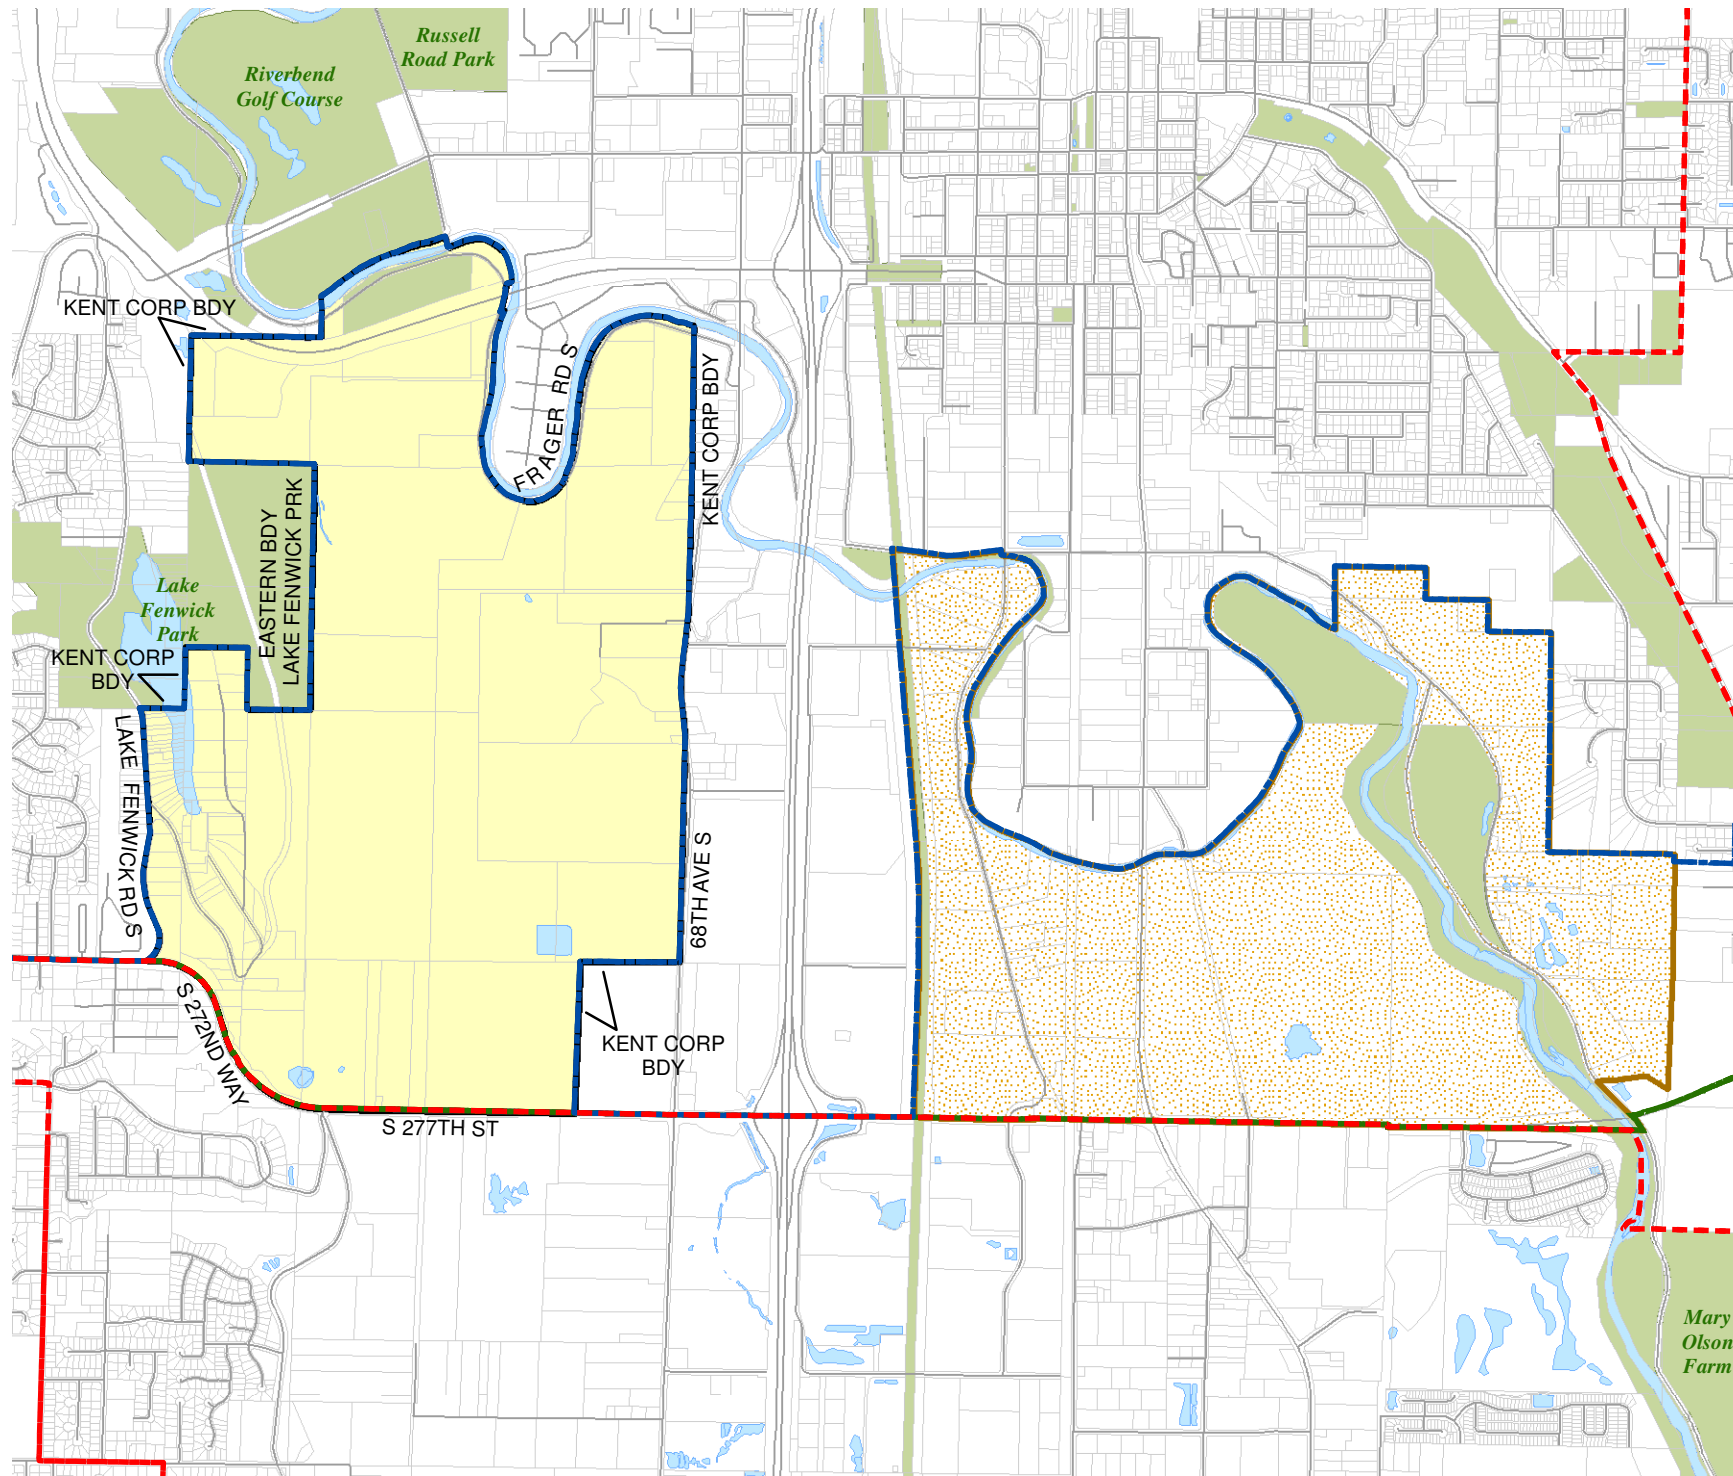 Russell
Road Park
Riverbend
Golf Course
KENT CORP BDY
FRAGER RD S
KENT CORP BDY
EASTERN BDY
LAKE FENWICK PRK
Lake
Fenwick
Park
KENT CORP
BDY
LAKE FENWICK RD S
68TH AVE S
S 272ND WAY
KENT CORP
BDY
S 277TH ST
Mary
Olson
Farm